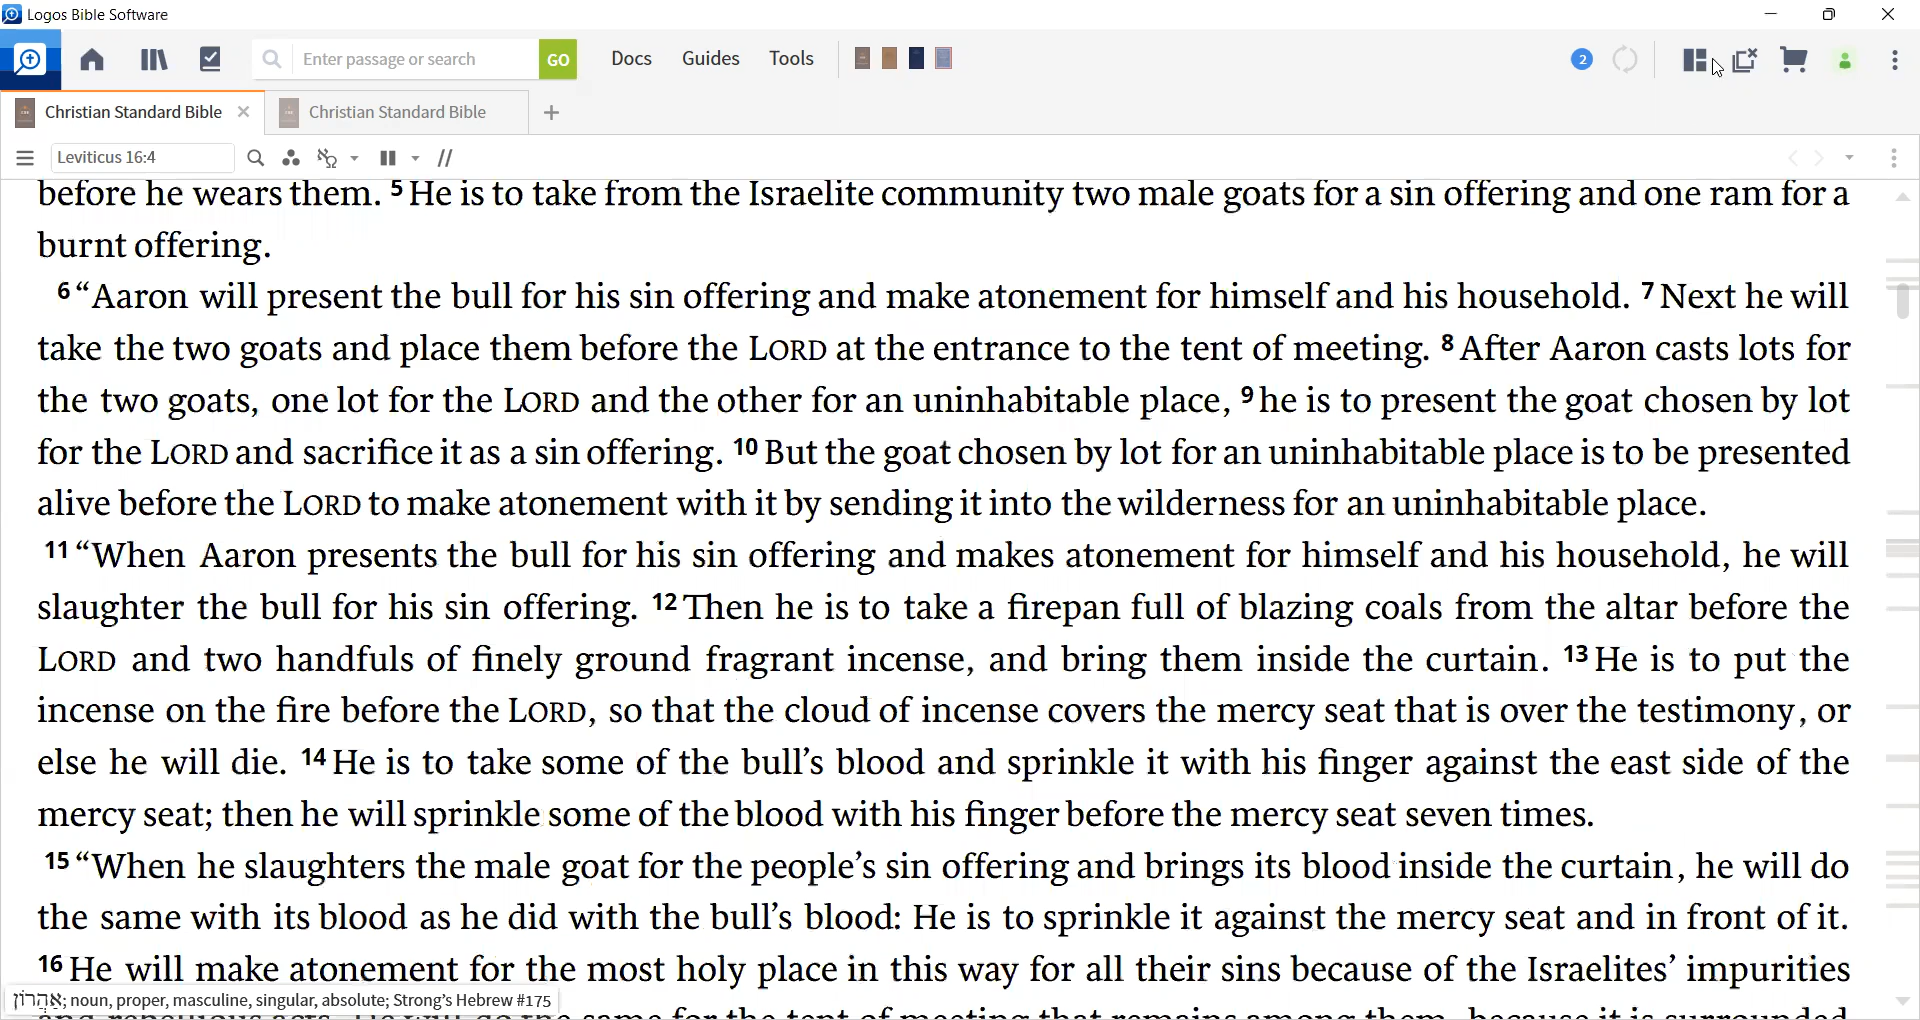 Logos Bible Software
Enter passage or search GO Docs Guides Tools 2
Christian Standard Bible Christian Standard Bible
Leviticus 16:4
before he wears them. 5 He is to take from the Israelite community two male goats for a sin offering and one ram for a
burnt offering.
6 “Aaron will present the bull for his sin offering and make atonement for himself and his household. 7 Next he will
take the two goats and place them before the LORD at the entrance to the tent of meeting. 8 After Aaron casts lots for
the two goats, one lot for the LORD and the other for an uninhabitable place, 9 he is to present the goat chosen by lot
for the LORD and sacrifice it as a sin offering. 10 But the goat chosen by lot for an uninhabitable place is to be presented
alive before the LORD to make atonement with it by sending it into the wilderness for an uninhabitable place.
11 “When Aaron presents the bull for his sin offering and makes atonement for himself and his household, he will
slaughter the bull for his sin offering. 12 Then he is to take a firepan full of blazing coals from the altar before the
LORD and two handfuls of finely ground fragrant incense, and bring them inside the curtain. 13 He is to put the
incense on the fire before the LORD, so that the cloud of incense covers the mercy seat that is over the testimony, or
else he will die. 14 He is to take some of the bull’s blood and sprinkle it with his finger against the east side of the
mercy seat; then he will sprinkle some of the blood with his finger before the mercy seat seven times.
15 “When he slaughters the male goat for the people’s sin offering and brings its blood inside the curtain, he will do
the same with its blood as he did with the bull’s blood: He is to sprinkle it against the mercy seat and in front of it.
16 He will make atonement for the most holy place in this way for all their sins because of the Israelites’ impurities
אַהֲרוֹן; noun, proper, masculine, singular, absolute; Strong’s Hebrew #175
the same for the tent of meeting that remains among them, because it is surrounded